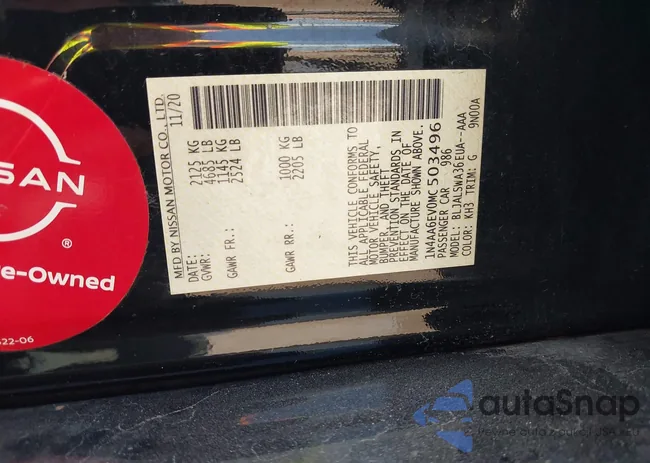 MFD BY NISSAN MOTOR CO., LTD.
DATE: 11/20
GVWR: 2125 KG
4685 LB
GAWR FR.: 1145 KG
2524 LB
GAWR RR.: 1000 KG
2205 LB
THIS VEHICLE CONFORMS TO
ALL APPLICABLE FEDERAL
MOTOR VEHICLE SAFETY,
BUMPER, AND THEFT
PREVENTION STANDARDS IN
EFFECT ON THE DATE OF
MANUFACTURE SHOWN ABOVE.
1N4AA6EV0MC503496
PASSENGER CAR 986
MODEL: BLJALSWA36EUA--AAA
COLOR: KH3 TRIM: G 9N00A
SAN
®
e-Owned
522-06
autoSnap